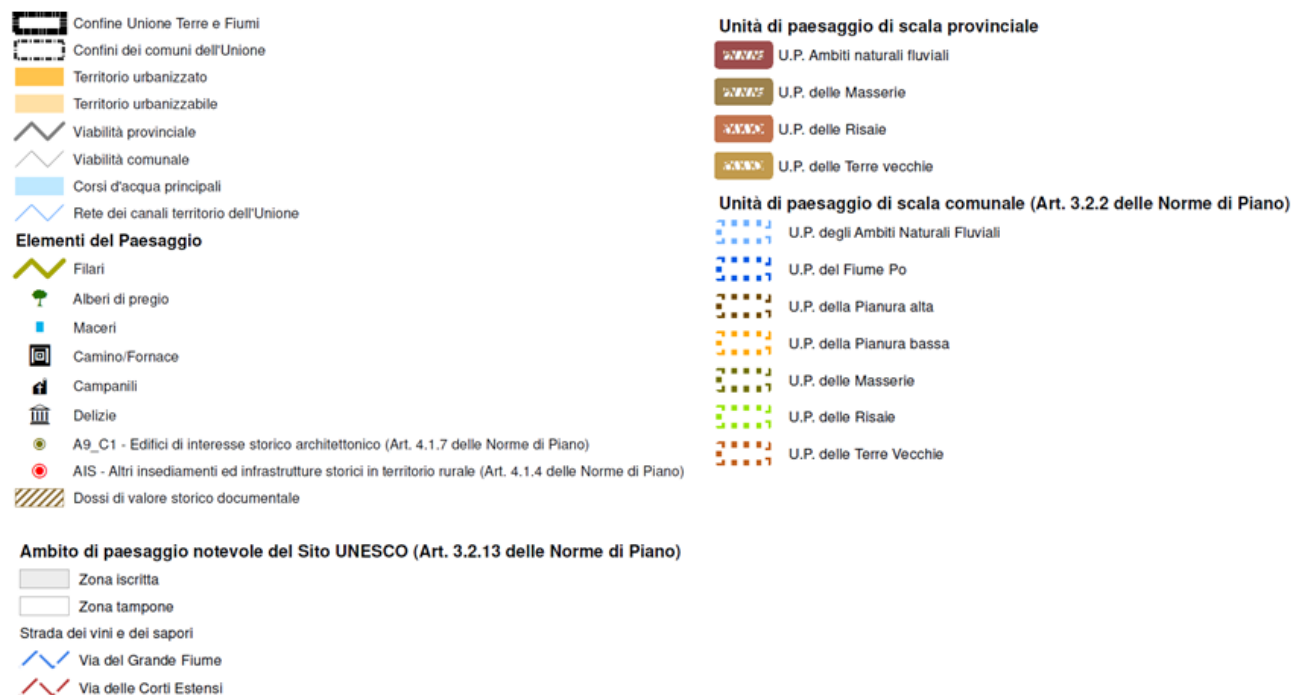 Confine Unione Terre e Fiumi
Confini dei comuni dell'Unione
Territorio urbanizzato
Territorio urbanizzabile
Viabilità provinciale
Viabilità comunale
Corsi d'acqua principali
Rete dei canali territorio dell'Unione
Elementi del Paesaggio
Filari
Alberi di pregio
Maceri
Camino/Fornace
Campanili
Delizie
A9_C1 - Edifici di interesse storico architettonico (Art. 4.1.7 delle Norme di Piano)
AIS - Altri insediamenti ed infrastrutture storici in territorio rurale (Art. 4.1.4 delle Norme di Piano)
Dossi di valore storico documentale
Ambito di paesaggio notevole del Sito UNESCO (Art. 3.2.13 delle Norme di Piano)
Zona iscritta
Zona tampone
Strada dei vini e dei sapori
Via del Grande Fiume
Via delle Corti Estensi
Unità di paesaggio di scala provinciale
U.P. Ambiti naturali fluviali
U.P. delle Masserie
U.P. delle Risaie
U.P. delle Terre vecchie
Unità di paesaggio di scala comunale (Art. 3.2.2 delle Norme di Piano)
U.P. degli Ambiti Naturali Fluviali
U.P. del Fiume Po
U.P. della Pianura alta
U.P. della Pianura bassa
U.P. delle Masserie
U.P. delle Risaie
U.P. delle Terre Vecchie